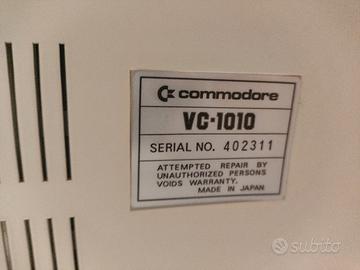 commodore
VC-1010
SERIAL NO. 402311
ATTEMPTED REPAIR BY
UNAUTHORIZED PERSONS
VOIDS WARRANTY.
MADE IN JAPAN
subito